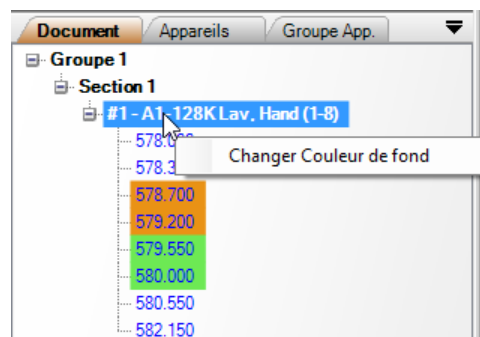 Document Appareils Groupe App.
Groupe 1
Section 1
#1 - A1-128K Lav, Hand (1-8)
Changer Couleur de fond
578.700
579.200
579.550
580.000
580.550
582.150